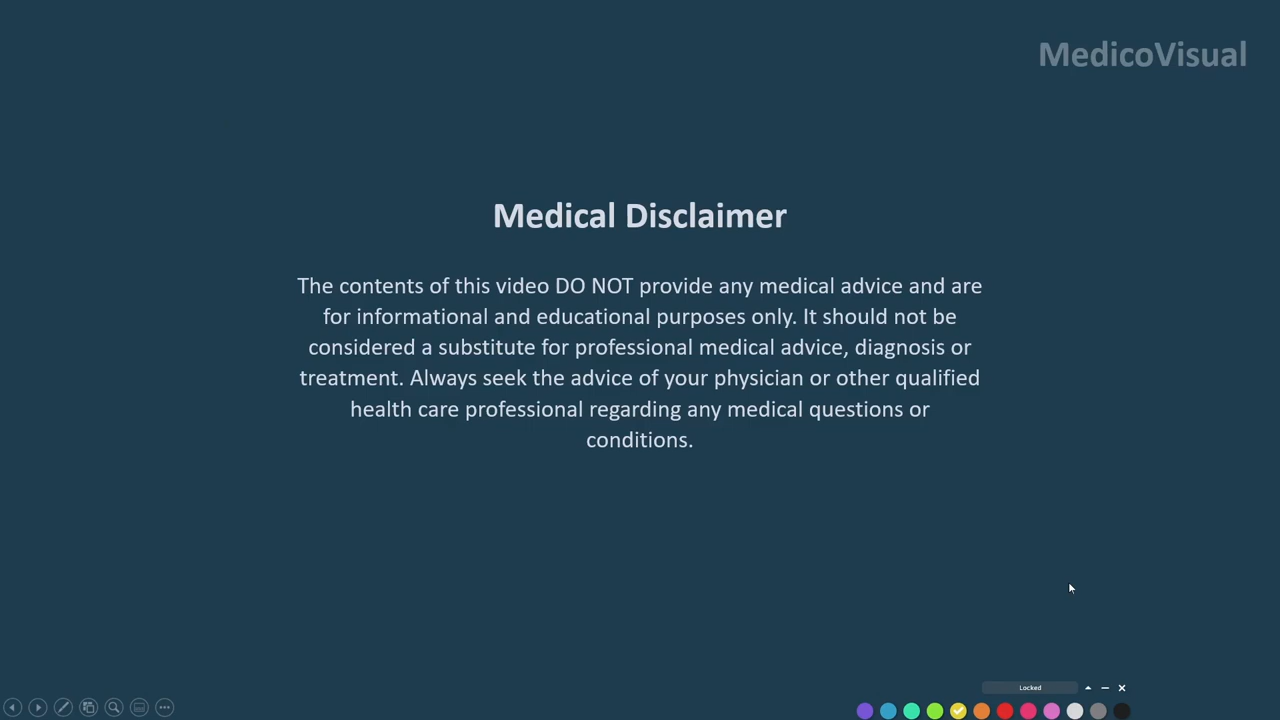 MedicoVisual
Medical Disclaimer
The contents of this video DO NOT provide any medical advice and are
for informational and educational purposes only. It should not be
considered a substitute for professional medical advice, diagnosis or
treatment. Always seek the advice of your physician or other qualified
health care professional regarding any medical questions or
conditions.
Locked